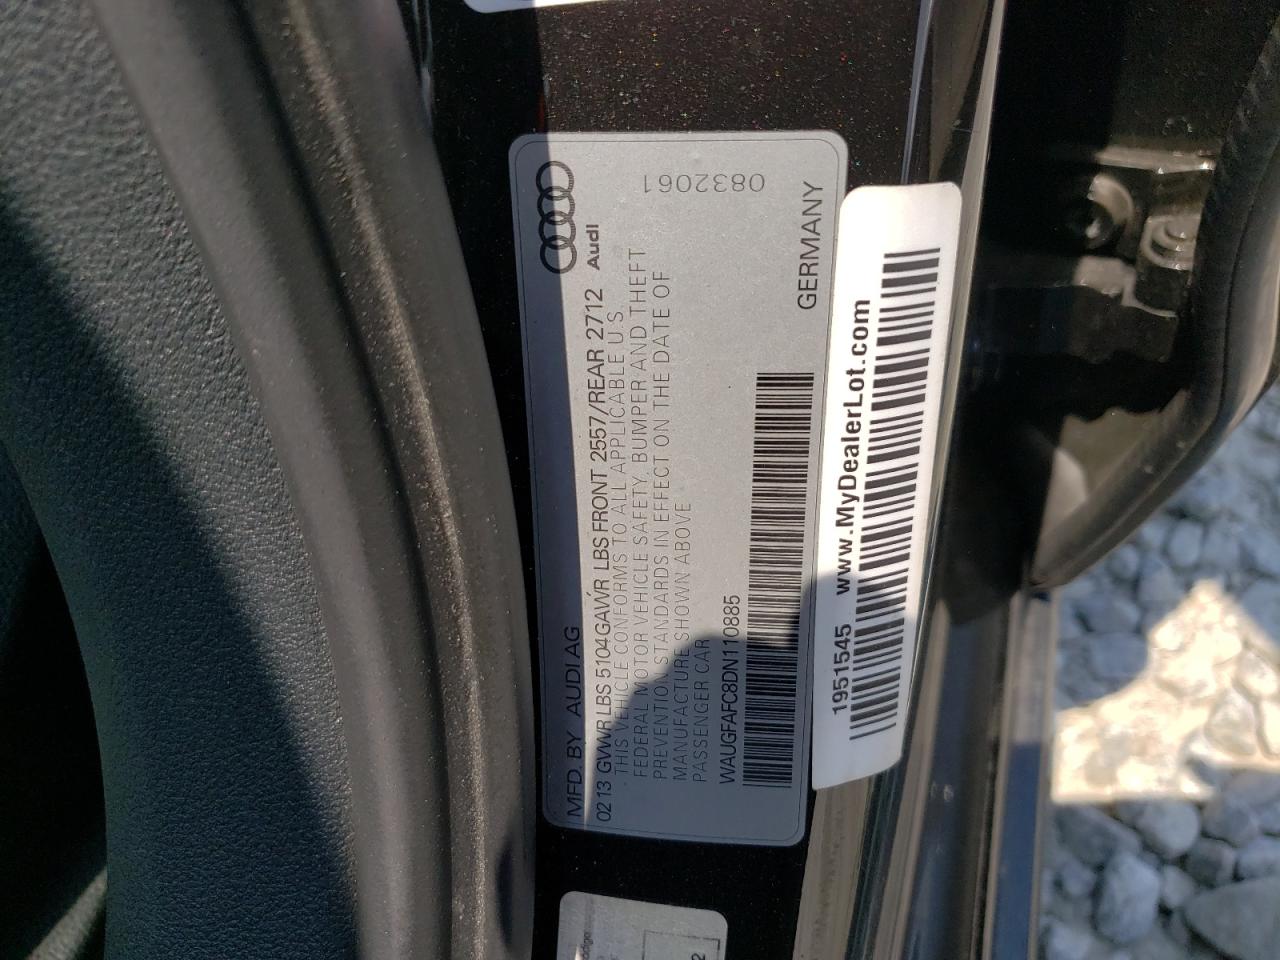 MFD. BY AUDI AG
02 13 GVWR LBS 5104GAWR LBS FRONT 2557/REAR 2712
Audi
THIS VEHICLE CONFORMS TO ALL APPLICABLE U.S.
FEDERAL MOTOR VEHICLE SAFETY, BUMPER AND THEFT
PREVENTION STANDARDS IN EFFECT ON THE DATE OF
MANUFACTURE SHOWN ABOVE
PASSENGER CAR
0832061
WAUGFAFC8DN110885
GERMANY
1951545 www.MyDealerLot.com